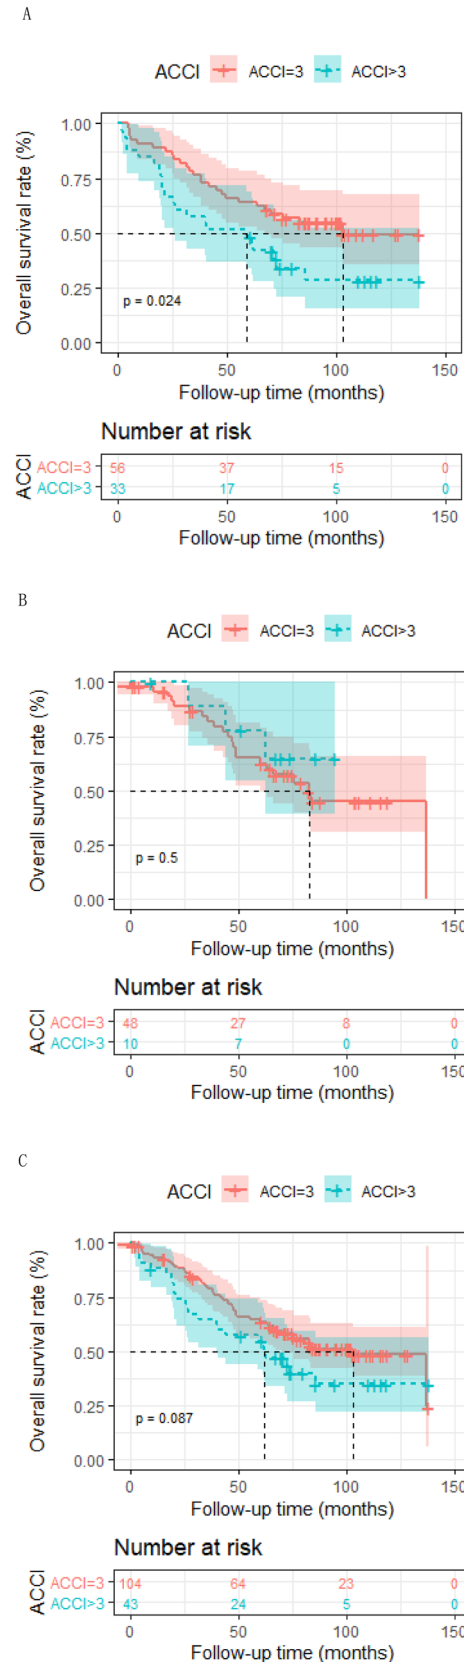 A
ACCI ACCI=3 ACCI>3
Overall survival rate (%)
1.00
0.75
0.50
0.25
0.00
p = 0.024
0 50 100 150
Follow-up time (months)
Number at risk
ACCI
ACCI=3 56 37 15 0
ACCI>3 33 17 5 0
0 50 100 150
Follow-up time (months)
B
ACCI ACCI=3 ACCI>3
Overall survival rate (%)
1.00
0.75
0.50
0.25
0.00
p = 0.5
0 50 100 150
Follow-up time (months)
Number at risk
ACCI
ACCI=3 48 27 8 0
ACCI>3 10 7 0 0
0 50 100 150
Follow-up time (months)
C
ACCI ACCI=3 ACCI>3
Overall survival rate (%)
1.00
0.75
0.50
0.25
0.00
p = 0.087
0 50 100 150
Follow-up time (months)
Number at risk
ACCI
ACCI=3 104 64 23 0
ACCI>3 43 24 5 0
0 50 100 150
Follow-up time (months)